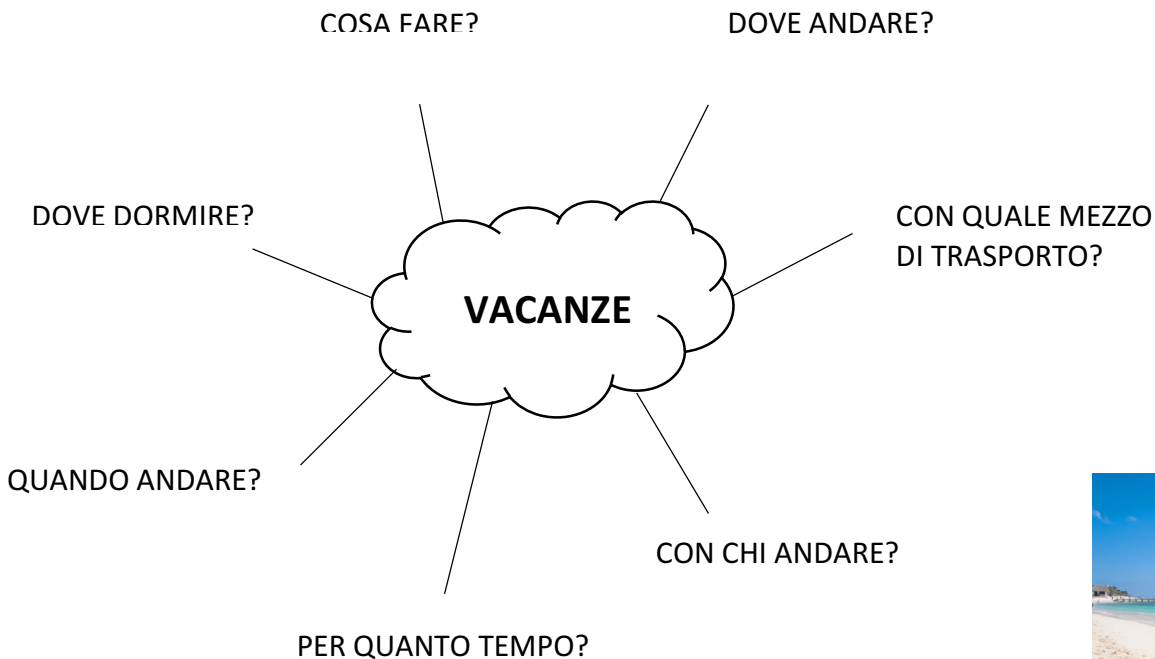 COSA FARE?
DOVE ANDARE?
DOVE DORMIRE?
CON QUALE MEZZO
DI TRASPORTO?
VACANZE
QUANDO ANDARE?
CON CHI ANDARE?
PER QUANTO TEMPO?